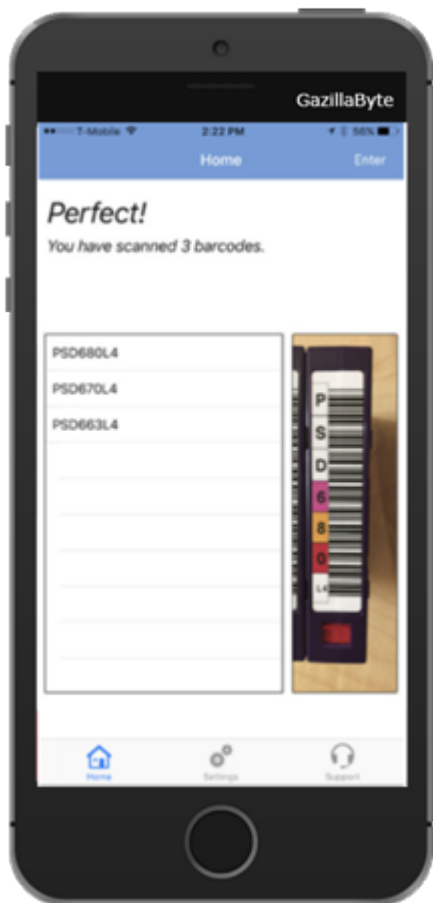 GazillaByte
T-Mobile 2:22 PM 56%
Home Enter
Perfect!
You have scanned 3 barcodes.
PSD680L4
PSD670L4
PSD663L4
P
S
D
6
8
0
L4
Home Settings Support